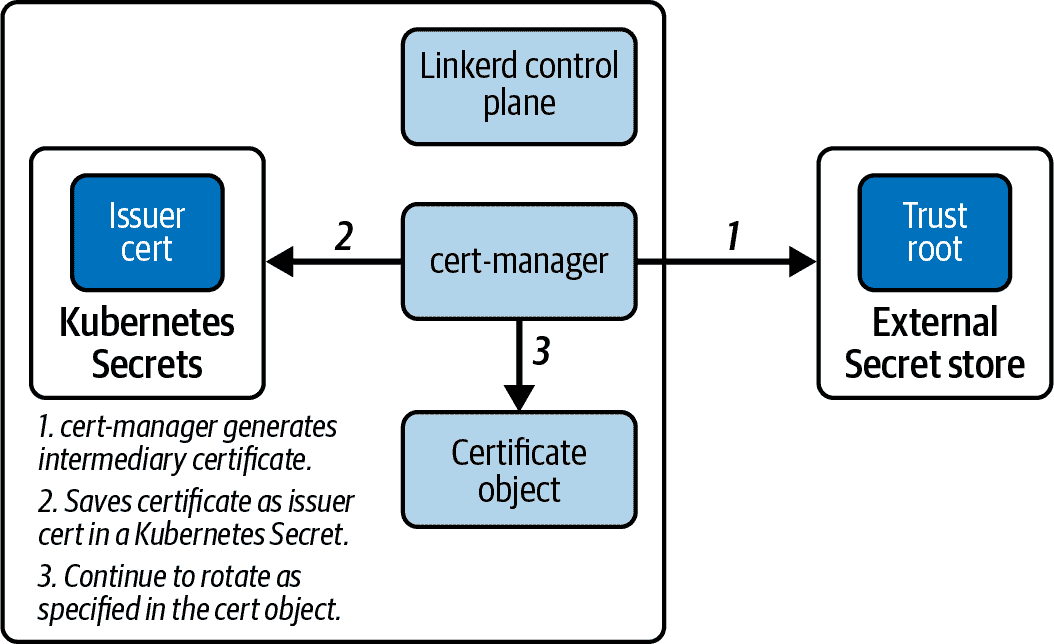 Linkerd control
plane
Issuer
cert
Kubernetes
Secrets
2
cert-manager
1
Trust
root
External
Secret store
3
Certificate
object
1. cert-manager generates
intermediary certificate.
2. Saves certificate as issuer
cert in a Kubernetes Secret.
3. Continue to rotate as
specified in the cert object.